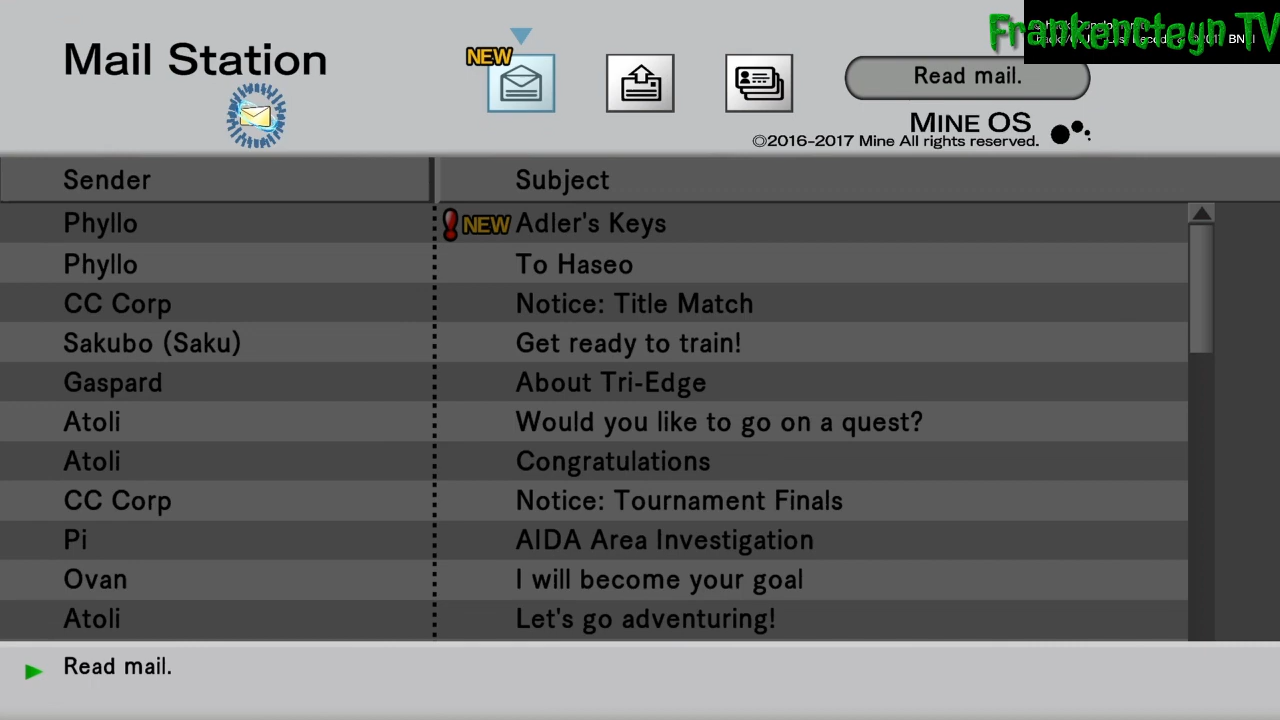 Mail Station
NEW
Frankencteyn TV
Read mail.
MINE OS
©2016-2017 Mine All rights reserved.
Sender Subject
Phyllo NEW Adler's Keys
Phyllo To Haseo
CC Corp Notice: Title Match
Sakubo (Saku) Get ready to train!
Gaspard About Tri-Edge
Atoli Would you like to go on a quest?
Atoli Congratulations
CC Corp Notice: Tournament Finals
Pi AIDA Area Investigation
Ovan I will become your goal
Atoli Let's go adventuring!
Read mail.